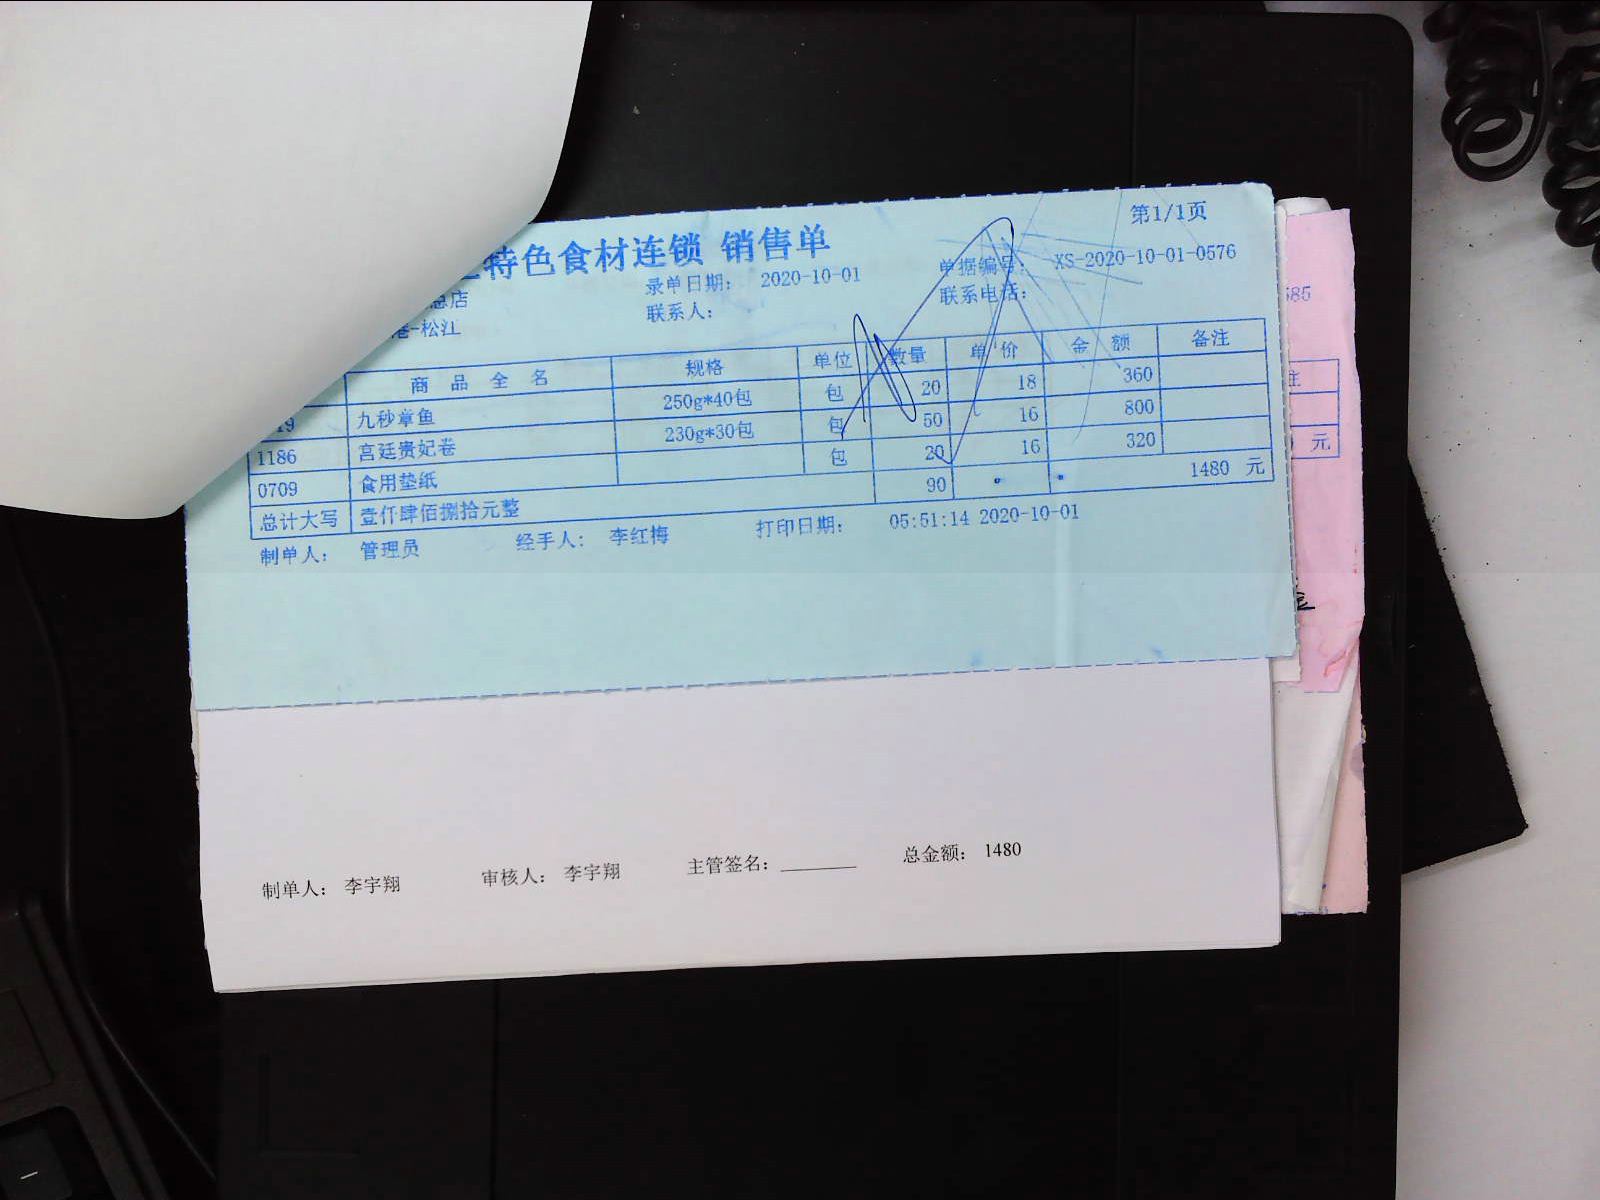 第1/1页
特色食材连锁 销售单
总店 录单日期: 2020-10-01 单据编号: XS-2020-10-01-0576
港-松江 联系人: 联系电话:
商 品 全 名 规格 单位 数量 单 价 金 额 备注
19 九秒章鱼 250g*40包 包 20 18 360
1186 宫廷贵妃卷 230g*30包 包 50 16 800
0709 食用垫纸 包 20 16 320
总计大写 壹仟肆佰捌拾元整 90 1480 元
制单人: 管理员 经手人: 李红梅 打印日期: 05:51:14 2020-10-01
585
注
元
制单人: 李宇翔 审核人: 李宇翔 主管签名: 总金额: 1480